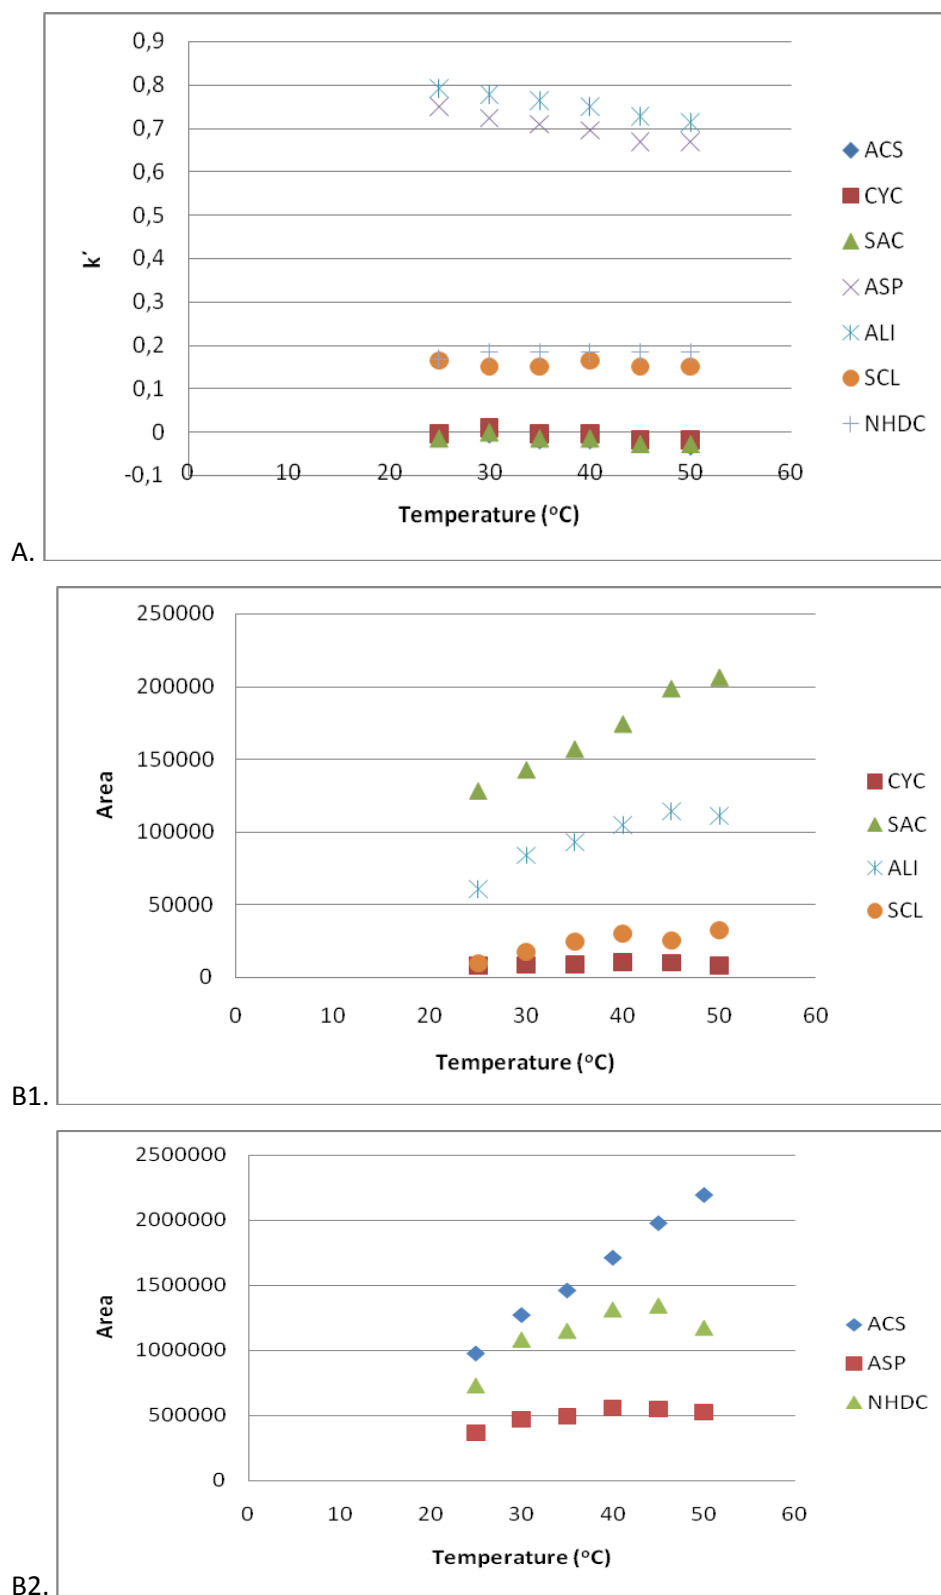 0,9
0,8
0,7
0,6
0,5
0,4
0,3
0,2
0,1
0
-0,1
k´
0 10 20 30 40 50 60
Temperature (°C)
ACS
CYC
SAC
ASP
ALI
SCL
NHDC
A.
250000
200000
150000
100000
50000
0
Area
0 10 20 30 40 50 60
Temperature (°C)
CYC
SAC
ALI
SCL
B1.
2500000
2000000
1500000
1000000
500000
0
Area
0 10 20 30 40 50 60
Temperature (°C)
ACS
ASP
NHDC
B2.